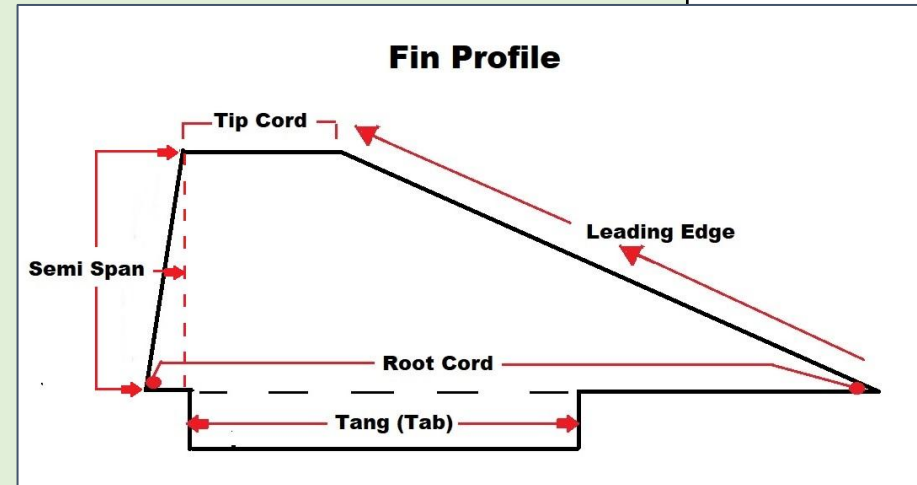 Fin Profile
Tip Cord
Leading Edge
Semi Span
Root Cord
Tang (Tab)